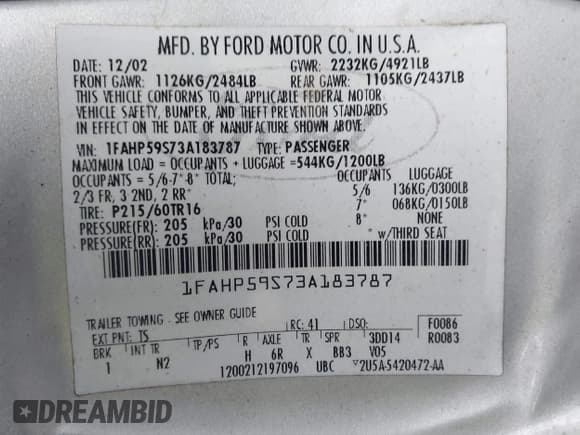 MFD. BY FORD MOTOR CO. IN U.S.A.
DATE: 12/02 GVWR: 2232KG/4921LB
FRONT GAWR: 1126KG/2484LB REAR GAWR: 1105KG/2437LB
THIS VEHICLE CONFORMS TO ALL APPLICABLE FEDERAL MOTOR
VEHICLE SAFETY, BUMPER, AND THEFT PREVENTION STANDARDS
IN EFFECT ON THE DATE OF MANUFACTURE SHOWN ABOVE.
VIN: 1FAHP59S73A183787 TYPE: PASSENGER
MAXIMUM LOAD = OCCUPANTS + LUGGAGE =544KG/1200LB
OCCUPANTS = 5/6-7*-8* TOTAL; OCCUPANTS LUGGAGE
2/3 FR, 3 2ND, 2 RR* 5/6 136KG/0300LB
TIRE: P215/60TR16 7* 068KG/0150LB
PRESSURE(FR): 205 kPa/30 PSI COLD 8* NONE
PRESSURE(RR): 205 kPa/30 PSI COLD * w/THIRD SEAT
1FAHP59S73A183787
TRAILER TOWING - SEE OWNER GUIDE
EXT PNT: TS RC: 41 DSO: F0086
BRK INT TR TP/PS R AXLE TR SPR 3DD14 R0083
1 N2 H 6R X BB3 V05
1200212197096 UBC V2U5A-5420472-AA
DREAMBID